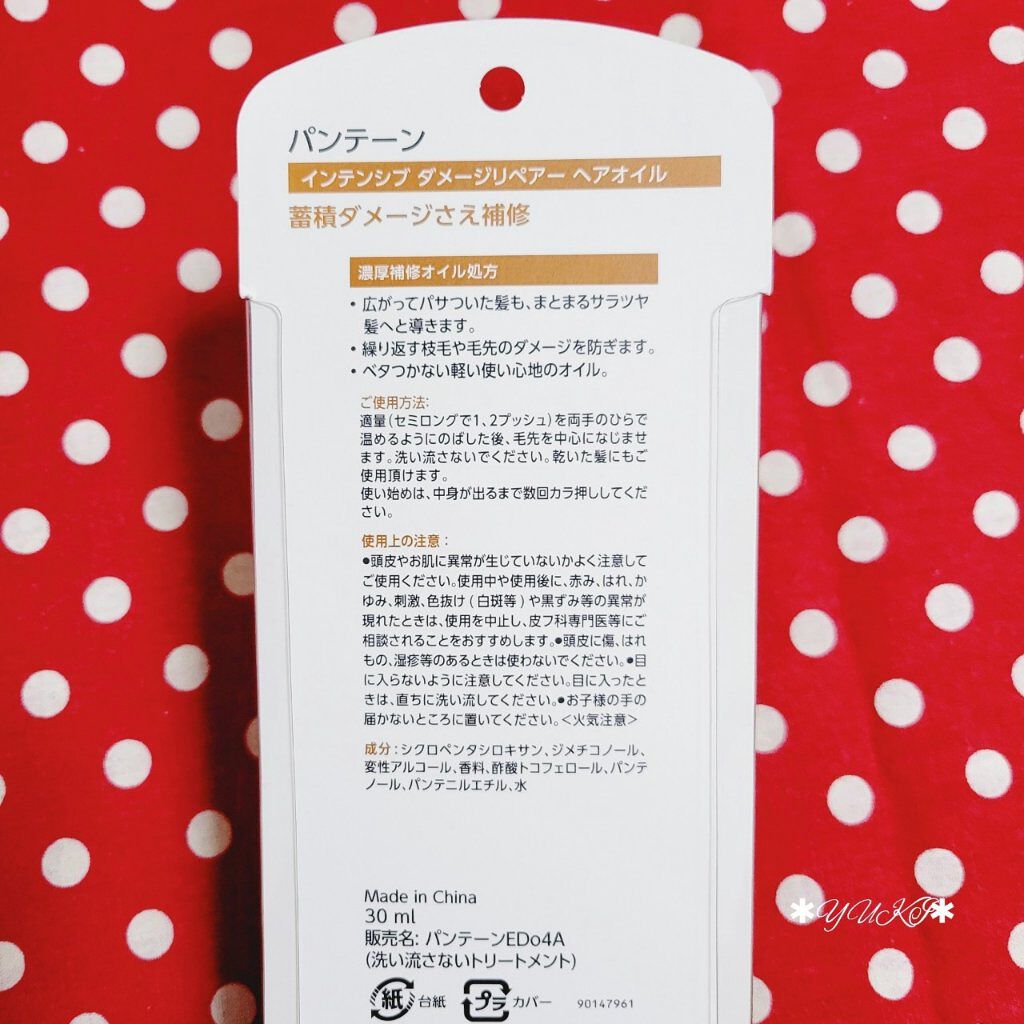 パンテーン
インテンシブ ダメージリペアー ヘアオイル
蓄積ダメージさえ補修
濃厚補修オイル処方
・広がってパサついた髪も、まとまるサラツヤ
髪へと導きます。
・繰り返す枝毛や毛先のダメージを防ぎます。
・ベタつかない軽い使い心地のオイル。
ご使用方法:
適量(セミロングで1、2プッシュ)を両手のひらで
温めるようにのばした後、毛先を中心になじませ
ます。洗い流さないでください。乾いた髪にもご
使用頂けます。
使い始めは、中身が出るまで数回カラ押ししてくだ
さい。
使用上の注意:
●頭皮やお肌に異常が生じていないかよく注意して
ご使用ください。使用中や使用後に、赤み、はれ、か
ゆみ、刺激、色抜け(白斑等)や黒ずみ等の異常が
現れたときは、使用を中止し、皮フ科専門医等にご
相談されることをおすすめします。●頭皮に傷、はれ
もの、湿疹等のあるときは使わないでください。●目
に入らないように注意してください。目に入ったと
きは、直ちに洗い流してください。●お子様の手の
届かないところに置いてください。<火気注意>
成分:シクロペンタシロキサン、ジメチコノール、
変性アルコール、香料、酢酸トコフェロール、パンテ
ノール、パンテニルエチル、水
Made in China
30 ml
販売名: パンテーンEDo4A
(洗い流さないトリートメント)
紙 台紙 プラ カバー 90147961
✱YUKI✱